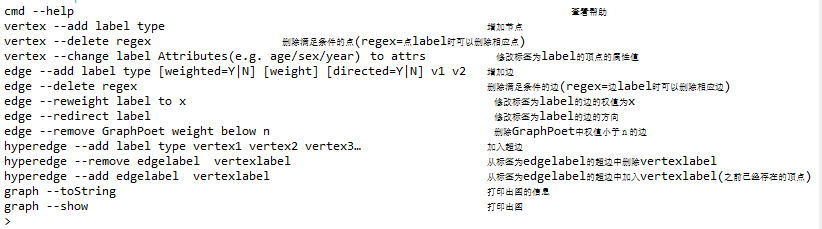 cmd --help 查看帮助
vertex --add label type 增加节点
vertex --delete regex 删除满足条件的点(regex=点label时可以删除相应点)
vertex --change label Attributes(e.g. age/sex/year) to attrs 修改标签为label的顶点的属性值
edge --add label type [weighted=Y|N] [weight] [directed=Y|N] v1 v2 增加边
edge --delete regex 删除满足条件的边(regex=边label时可以删除相应边)
edge --reweight label to x 修改标签为label的边的权值为x
edge --redirect label 修改标签为label的边的方向
edge --remove GraphPoet weight below n 删除GraphPoet中权值小于n的边
hyperedge --add label type vertex1 vertex2 vertex3… 加入超边
hyperedge --remove edgelabel  vertexlabel 从标签为edgelabel的超边中删除vertexlabel
hyperedge --add edgelabel  vertexlabel 从标签为edgelabel的超边中加入vertexlabel(之前已经存在的顶点)
graph --toString 打印出图的信息
graph --show 打印出图
>